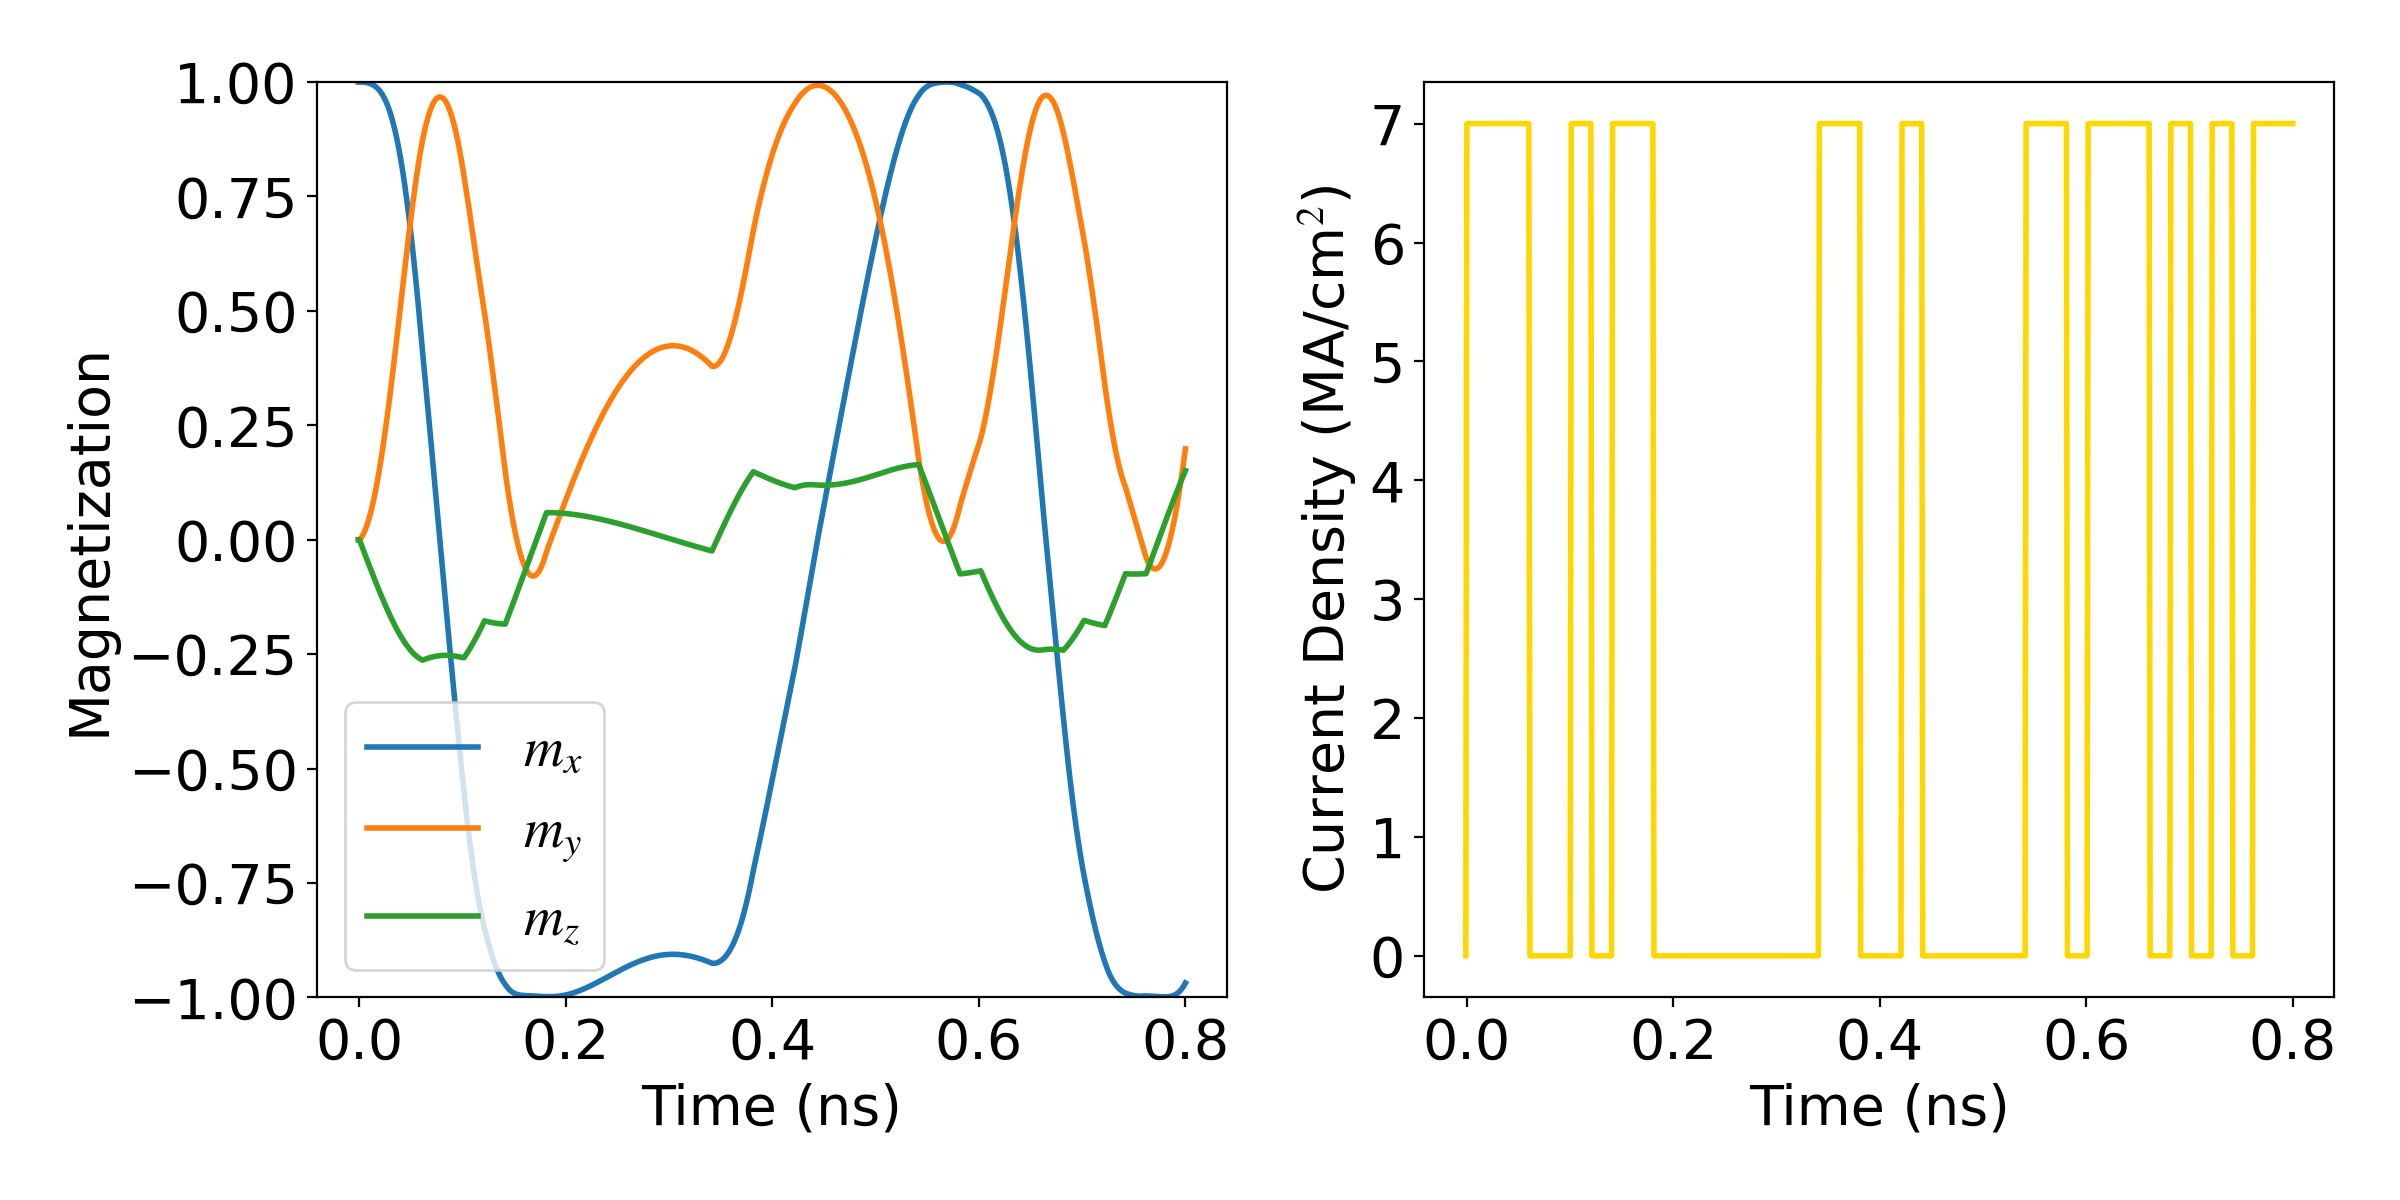 Magnetization
1.00
0.75
0.50
0.25
0.00
−0.25
−0.50
−0.75
−1.00
m_x
m_y
m_z
0.0 0.2 0.4 0.6 0.8
Time (ns)
Current Density (MA/cm²)
7
6
5
4
3
2
1
0
0.0 0.2 0.4 0.6 0.8
Time (ns)